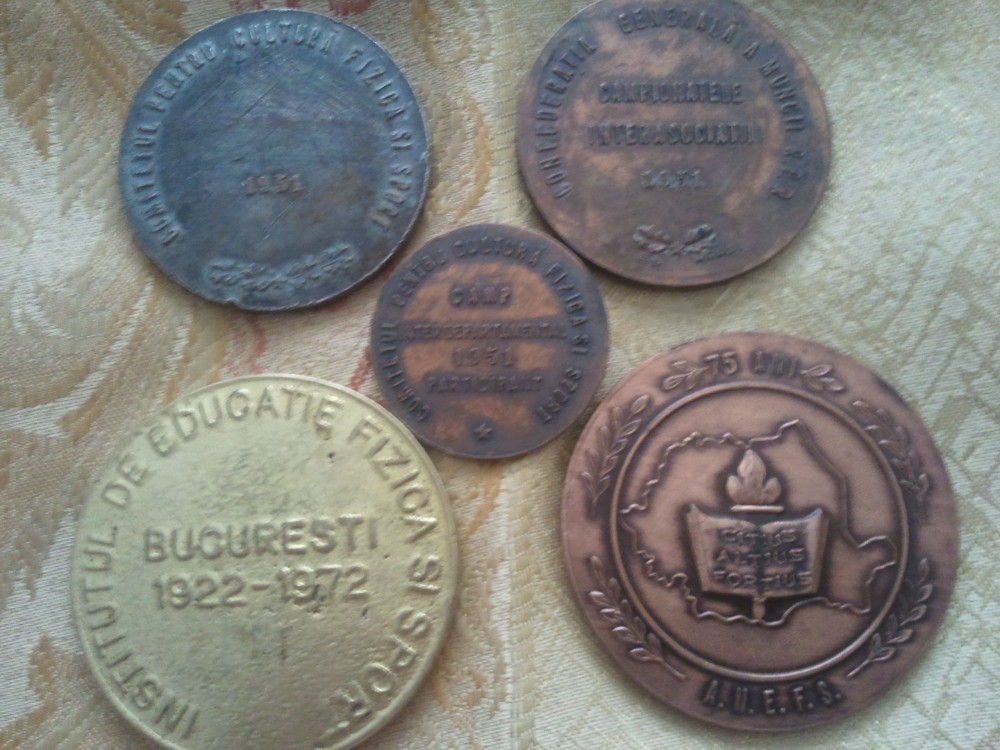 COMITETUL PENTRU CULTURA FIZICA SI SPORT
1951
CONFEDERATIA GENERALA A MUNCII
CAMPIONATELE
INTERASOCIATII
1951
COMITETUL PENTRU CULTURA FIZICA SI SPORT
CAMP
INTERDEPARTAMENTAL
1951
PARTICIPANT
INSTITUTUL DE EDUCATIE FIZICA SI SPORT
BUCURESTI
1922-1972
75 ANI
CITIUS
ALTIUS
FORTIUS
A.N.E.F.S.